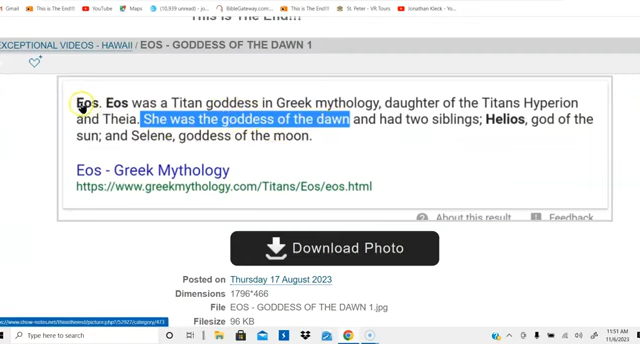 Gmail
This is The End!!!
(10,939 unread) - jo...
BibleGateway.com...
This is The End!!!
St. Peter - VR Tours
Jonathan Kleck - Yo...
This Is The End!!!
EXCEPTIONAL VIDEOS - HAWAII / EOS - GODDESS OF THE DAWN 1
Eos. Eos was a Titan goddess in Greek mythology, daughter of the Titans Hyperion
and Theia. She was the goddess of the dawn and had two siblings; Helios, god of the
sun; and Selene, goddess of the moon.
Eos - Greek Mythology
https://www.greekmythology.com/Titans/Eos/eos.html
About this result
Feedback
Download Photo
Posted on Thursday 17 August 2023
Dimensions 1796*466
File EOS - GODDESS OF THE DAWN 1.jpg
Filesize 96 KB
Type here to search
11:51 AM
11/6/2023